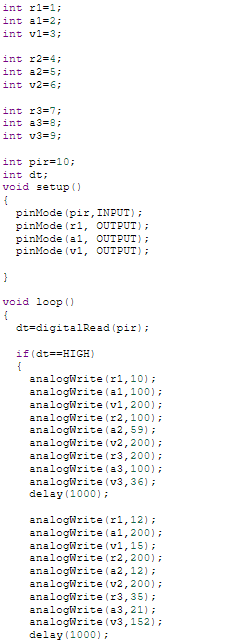 int r1=1;
int a1=2;
int v1=3;
int r2=4;
int a2=5;
int v2=6;
int r3=7;
int a3=8;
int v3=9;
int pir=10;
int dt;
void setup()
{
pinMode(pir,INPUT);
pinMode(r1, OUTPUT);
pinMode(a1, OUTPUT);
pinMode(v1, OUTPUT);
}
void loop()
{
dt=digitalRead(pir);
if(dt==HIGH)
{
analogWrite(r1,10);
analogWrite(a1,100);
analogWrite(v1,200);
analogWrite(r2,100);
analogWrite(a2,59);
analogWrite(v2,200);
analogWrite(r3,200);
analogWrite(a3,100);
analogWrite(v3,36);
delay(1000);
analogWrite(r1,12);
analogWrite(a1,200);
analogWrite(v1,15);
analogWrite(r2,200);
analogWrite(a2,12);
analogWrite(v2,200);
analogWrite(r3,35);
analogWrite(a3,21);
analogWrite(v3,152);
delay(1000);